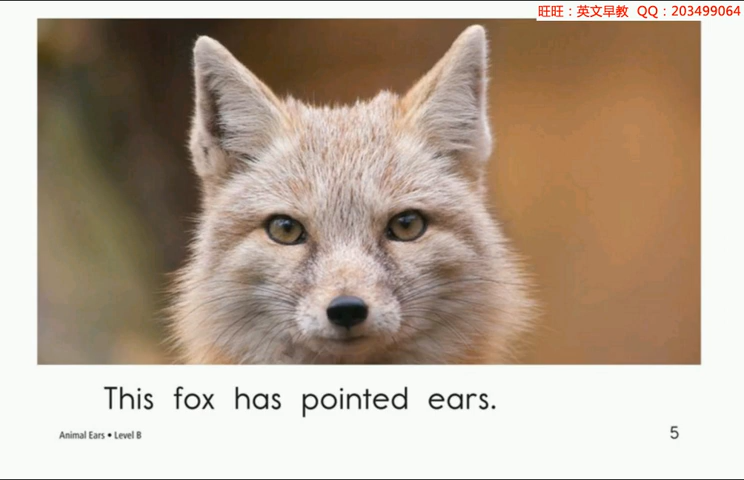 旺旺：英文早教 QQ：203499064
This fox has pointed ears.
Animal Ears • Level B
5